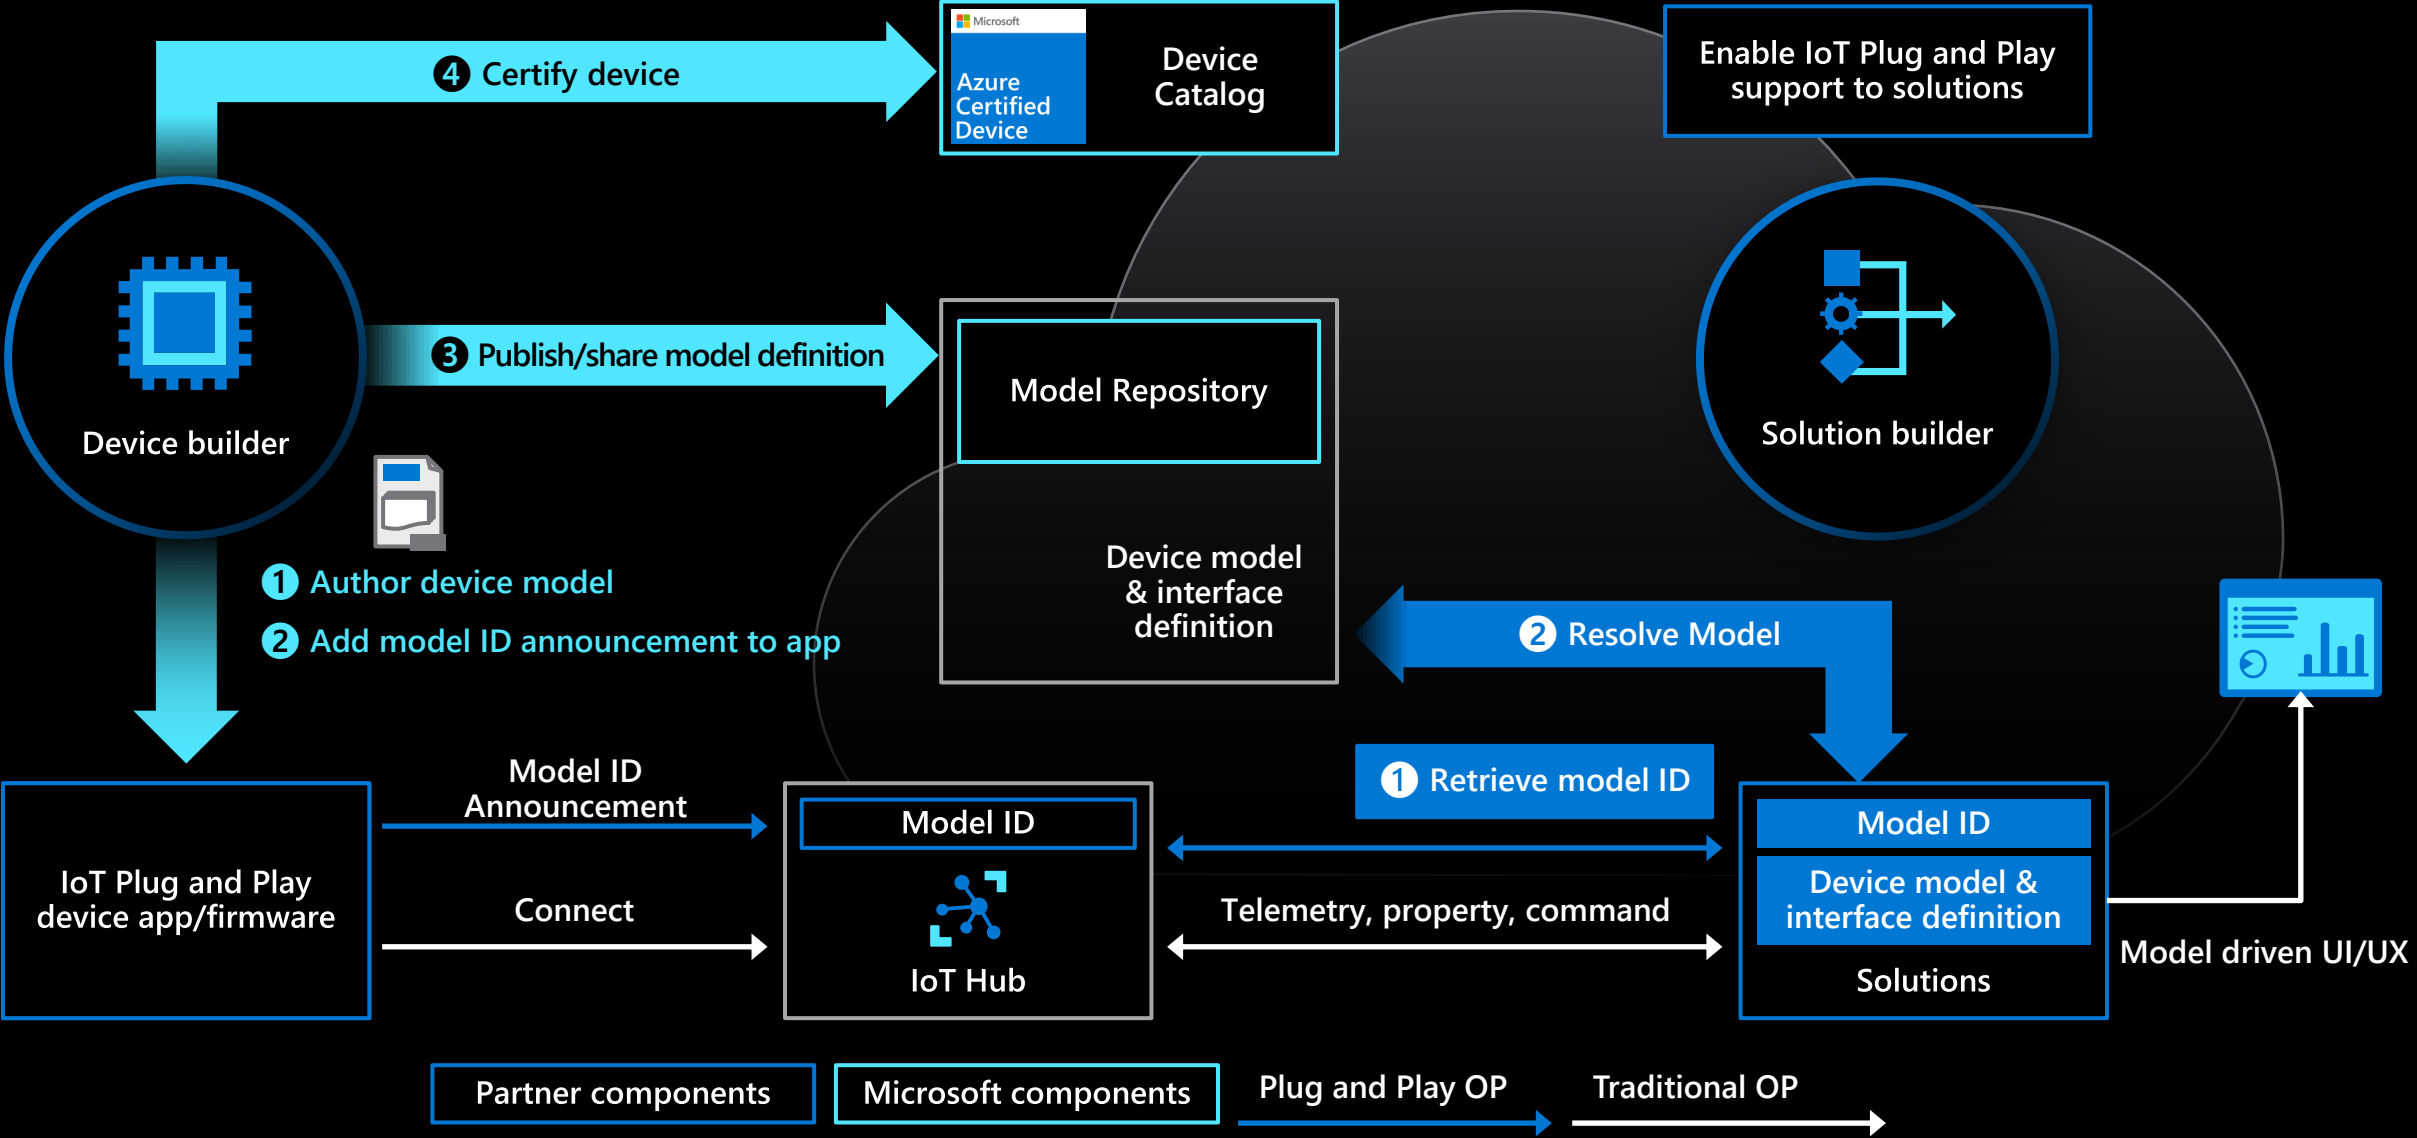 4 Certify device
Microsoft
Azure
Certified
Device
Device
Catalog
Enable IoT Plug and Play
support to solutions
Device builder
3 Publish/share model definition
Model Repository
Device model
& interface
definition
Solution builder
1 Author device model
2 Add model ID announcement to app
2 Resolve Model
1 Retrieve model ID
IoT Plug and Play
device app/firmware
Model ID
Announcement
Connect
Model ID
IoT Hub
Telemetry, property, command
Model ID
Device model &
interface definition
Solutions
Model driven UI/UX
Partner components
Microsoft components
Plug and Play OP
Traditional OP